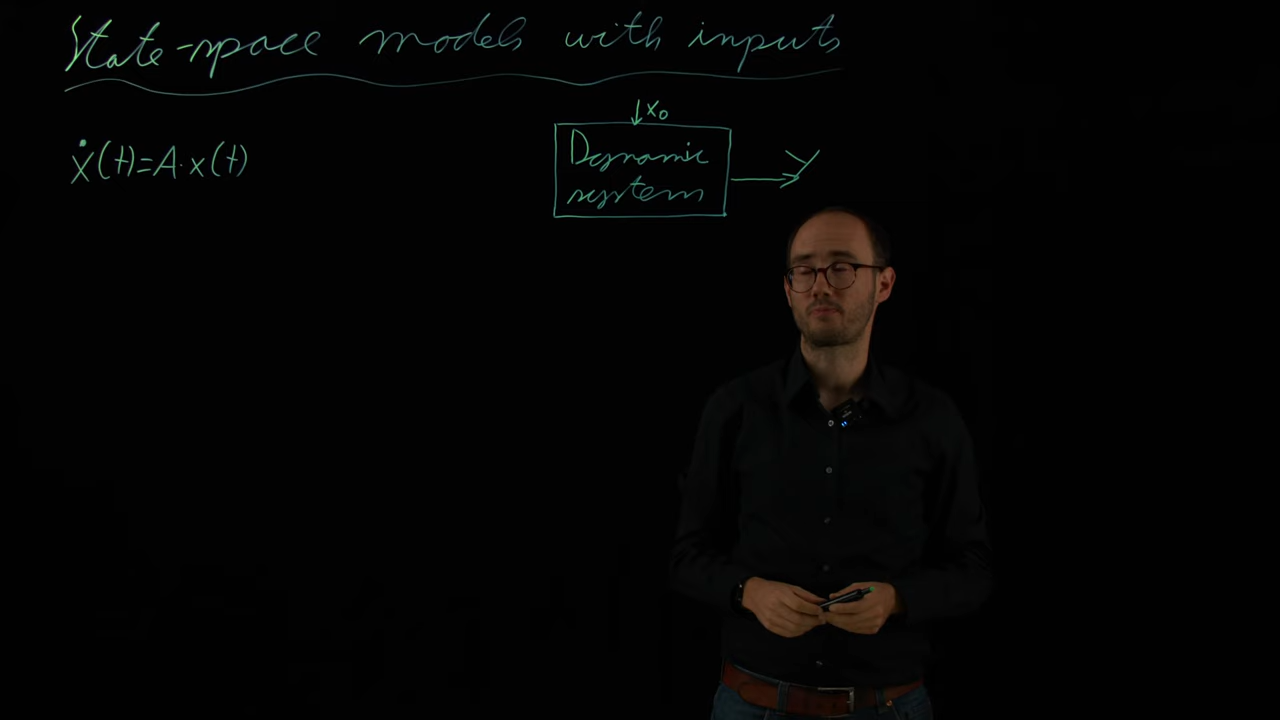 State-space models with inputs
ẋ(t)=A·x(t)
x₀
Dynamic
system
y